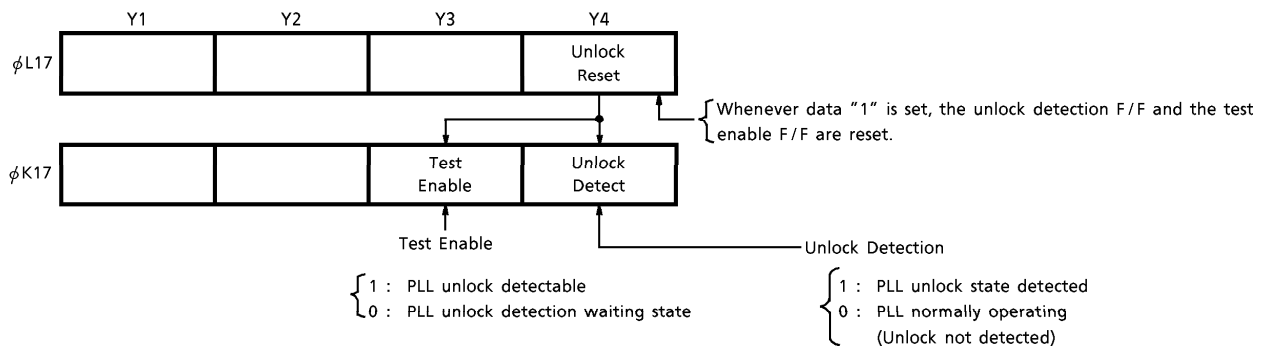 Y1 Y2 Y3 Y4
ϕL17
Unlock
Reset
Whenever data "1" is set, the unlock detection F/F and the test
enable F/F are reset.
ϕK17
Test
Enable
Unlock
Detect
Test Enable
1 : PLL unlock detectable
0 : PLL unlock detection waiting state
Unlock Detection
1 : PLL unlock state detected
0 : PLL normally operating
(Unlock not detected)